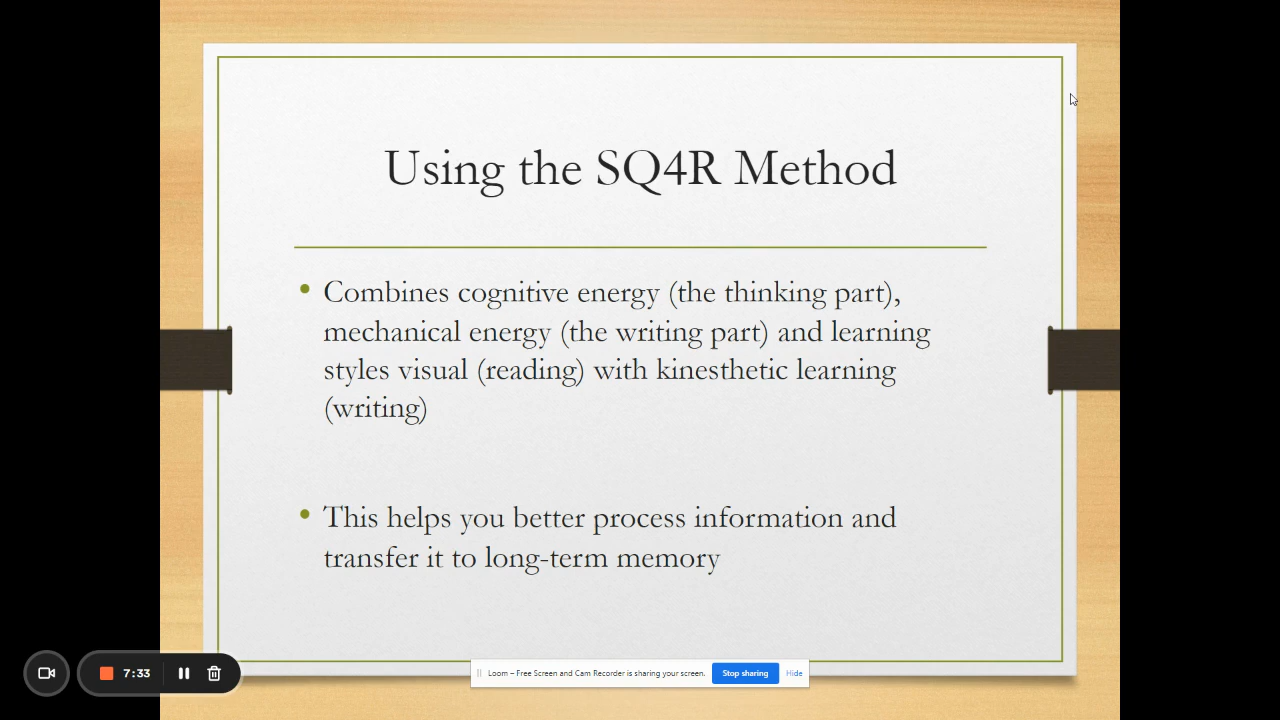 Using the SQ4R Method
• Combines cognitive energy (the thinking part),
mechanical energy (the writing part) and learning
styles visual (reading) with kinesthetic learning
(writing)
• This helps you better process information and
transfer it to long-term memory
7:33
Loom – Free Screen and Cam Recorder is sharing your screen. Stop sharing Hide